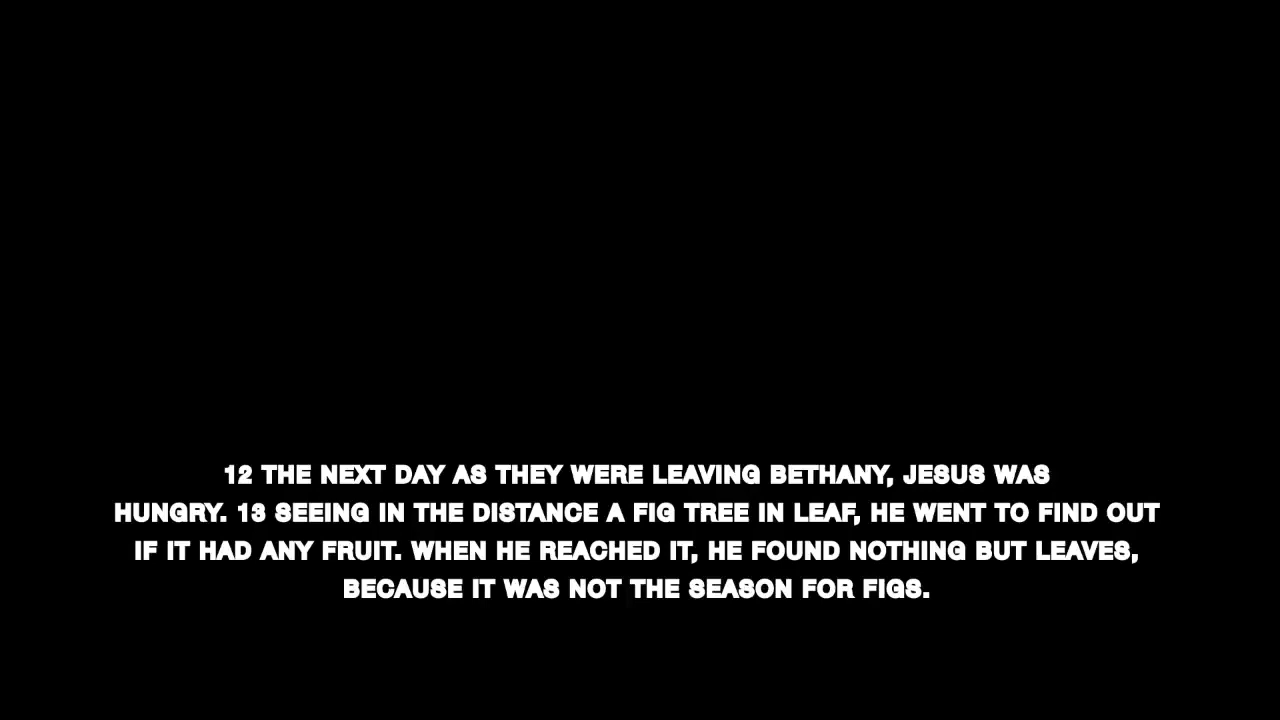 12 THE NEXT DAY AS THEY WERE LEAVING BETHANY, JESUS WAS
HUNGRY. 13 SEEING IN THE DISTANCE A FIG TREE IN LEAF, HE WENT TO FIND OUT
IF IT HAD ANY FRUIT. WHEN HE REACHED IT, HE FOUND NOTHING BUT LEAVES,
BECAUSE IT WAS NOT THE SEASON FOR FIGS.